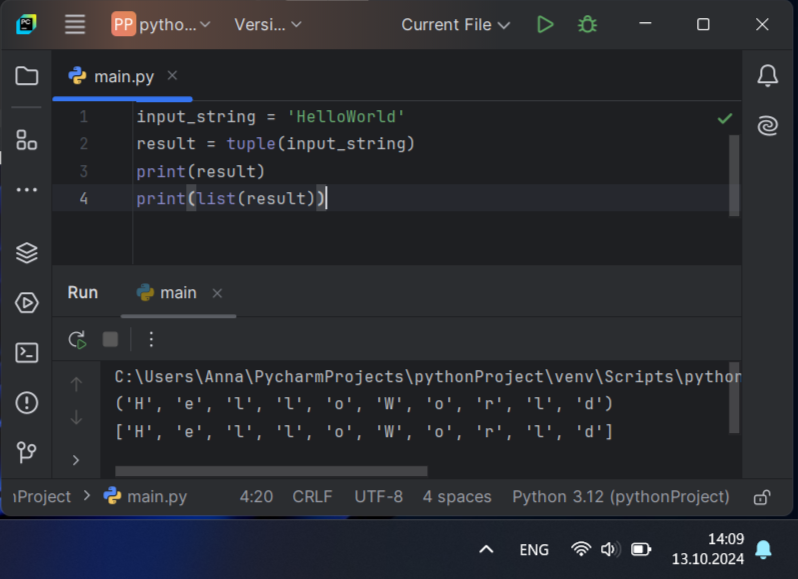 PC
PP pytho... Versi... Current File
main.py
1 input_string = 'HelloWorld'
2 result = tuple(input_string)
3 print(result)
4 print(list(result))
Run main
C:\Users\Anna\PycharmProjects\pythonProject\venv\Scripts\python
('H', 'e', 'l', 'l', 'o', 'W', 'o', 'r', 'l', 'd')
['H', 'e', 'l', 'l', 'o', 'W', 'o', 'r', 'l', 'd']
nProject > main.py 4:20 CRLF UTF-8 4 spaces Python 3.12 (pythonProject)
ENG 14:09
13.10.2024